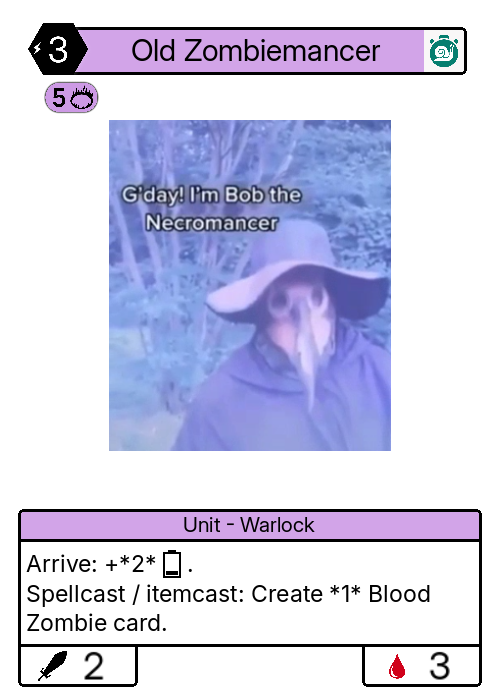 3
Old Zombiemancer
5
G'day! I'm Bob the
Necromancer
Unit - Warlock
Arrive: +*2* .
Spellcast / itemcast: Create *1* Blood
Zombie card.
2
3